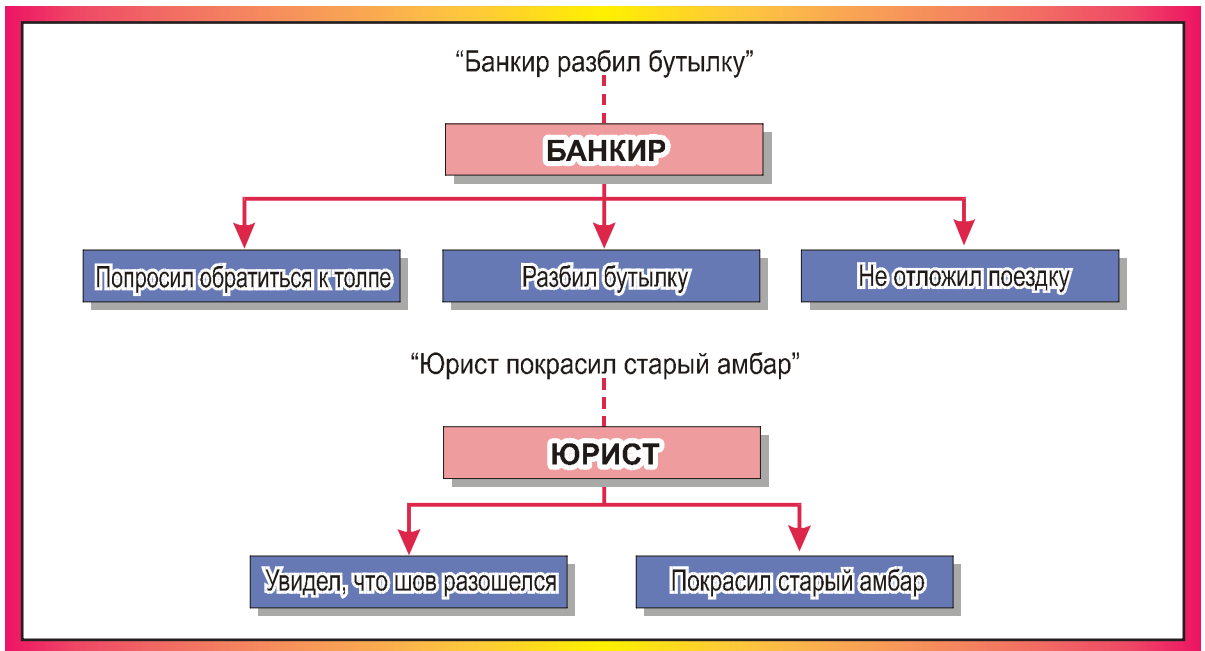 “Банкир разбил бутылку”
БАНКИР
Попросил обратиться к толпе
Разбил бутылку
Не отложил поездку
“Юрист покрасил старый амбар”
ЮРИСТ
Увидел, что шов разошелся
Покрасил старый амбар